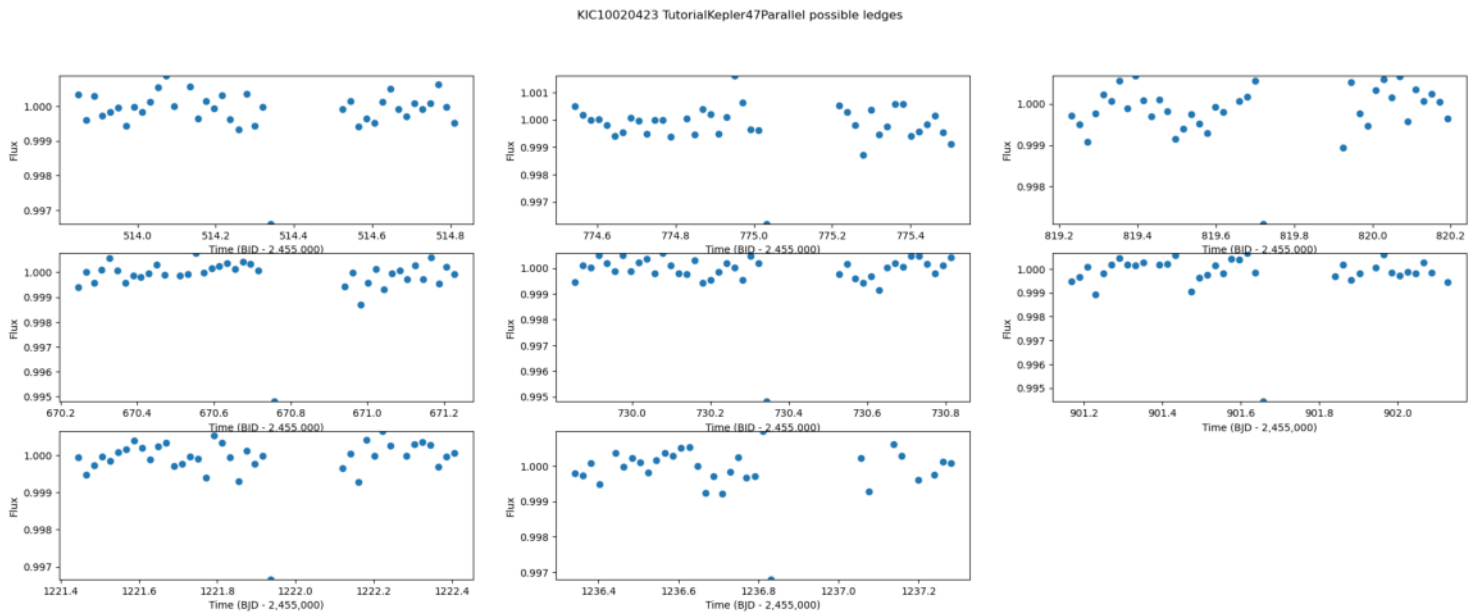 KIC10020423 TutorialKepler47Parallel possible ledges
1.000
0.999
0.998
0.997
Flux
514.0 514.2 514.4 514.6 514.8
Time (BJD - 2,455,000)
1.001
1.000
0.999
0.998
0.997
Flux
774.6 774.8 775.0 775.2 775.4
Time (BJD - 2,455,000)
1.000
0.999
0.998
Flux
819.2 819.4 819.6 819.8 820.0 820.2
Time (BJD - 2,455,000)
1.000
0.999
0.998
0.997
0.996
0.995
Flux
670.2 670.4 670.6 670.8 671.0 671.2
Time (BJD - 2,455,000)
1.000
0.999
0.998
0.997
0.996
0.995
Flux
730.0 730.2 730.4 730.6 730.8
Time (BJD - 2,455,000)
1.000
0.999
0.998
0.997
0.996
0.995
Flux
901.2 901.4 901.6 901.8 902.0
Time (BJD - 2,455,000)
1.000
0.999
0.998
0.997
Flux
1221.4 1221.6 1221.8 1222.0 1222.2 1222.4
Time (BJD - 2,455,000)
1.000
0.999
0.998
0.997
Flux
1236.4 1236.6 1236.8 1237.0 1237.2
Time (BJD - 2,455,000)